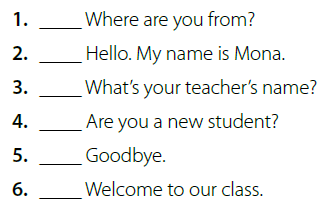 1. _____ Where are you from?
2. _____ Hello. My name is Mona.
3. _____ What's your teacher's name?
4. _____ Are you a new student?
5. _____ Goodbye.
6. _____ Welcome to our class.